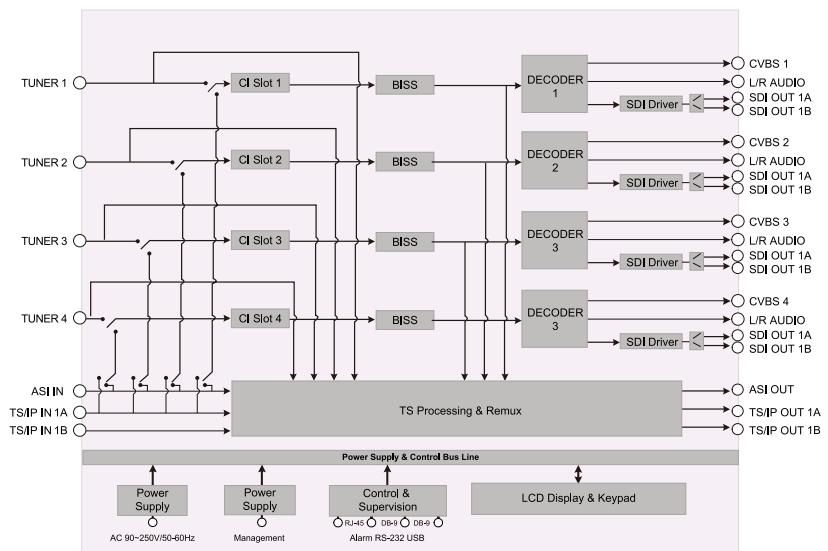 TUNER 1
CI Slot 1
BISS
DECODER
1
SDI Driver
CVBS 1
L/R AUDIO
SDI OUT 1A
SDI OUT 1B
TUNER 2
CI Slot 2
BISS
DECODER
2
SDI Driver
CVBS 2
L/R AUDIO
SDI OUT 1A
SDI OUT 1B
TUNER 3
CI Slot 3
BISS
DECODER
3
SDI Driver
CVBS 3
L/R AUDIO
SDI OUT 1A
SDI OUT 1B
TUNER 4
CI Slot 4
BISS
DECODER
3
SDI Driver
CVBS 4
L/R AUDIO
SDI OUT 1A
SDI OUT 1B
ASI IN
TS/IP IN 1A
TS/IP IN 1B
TS Processing & Remux
ASI OUT
TS/IP OUT 1A
TS/IP OUT 1B
Power Supply & Control Bus Line
Power
Supply
AC 90~250V/50-60Hz
Power
Supply
Management
Control &
Supervision
RJ-45 DB-9 DB-9
Alarm RS-232 USB
LCD Display & Keypad